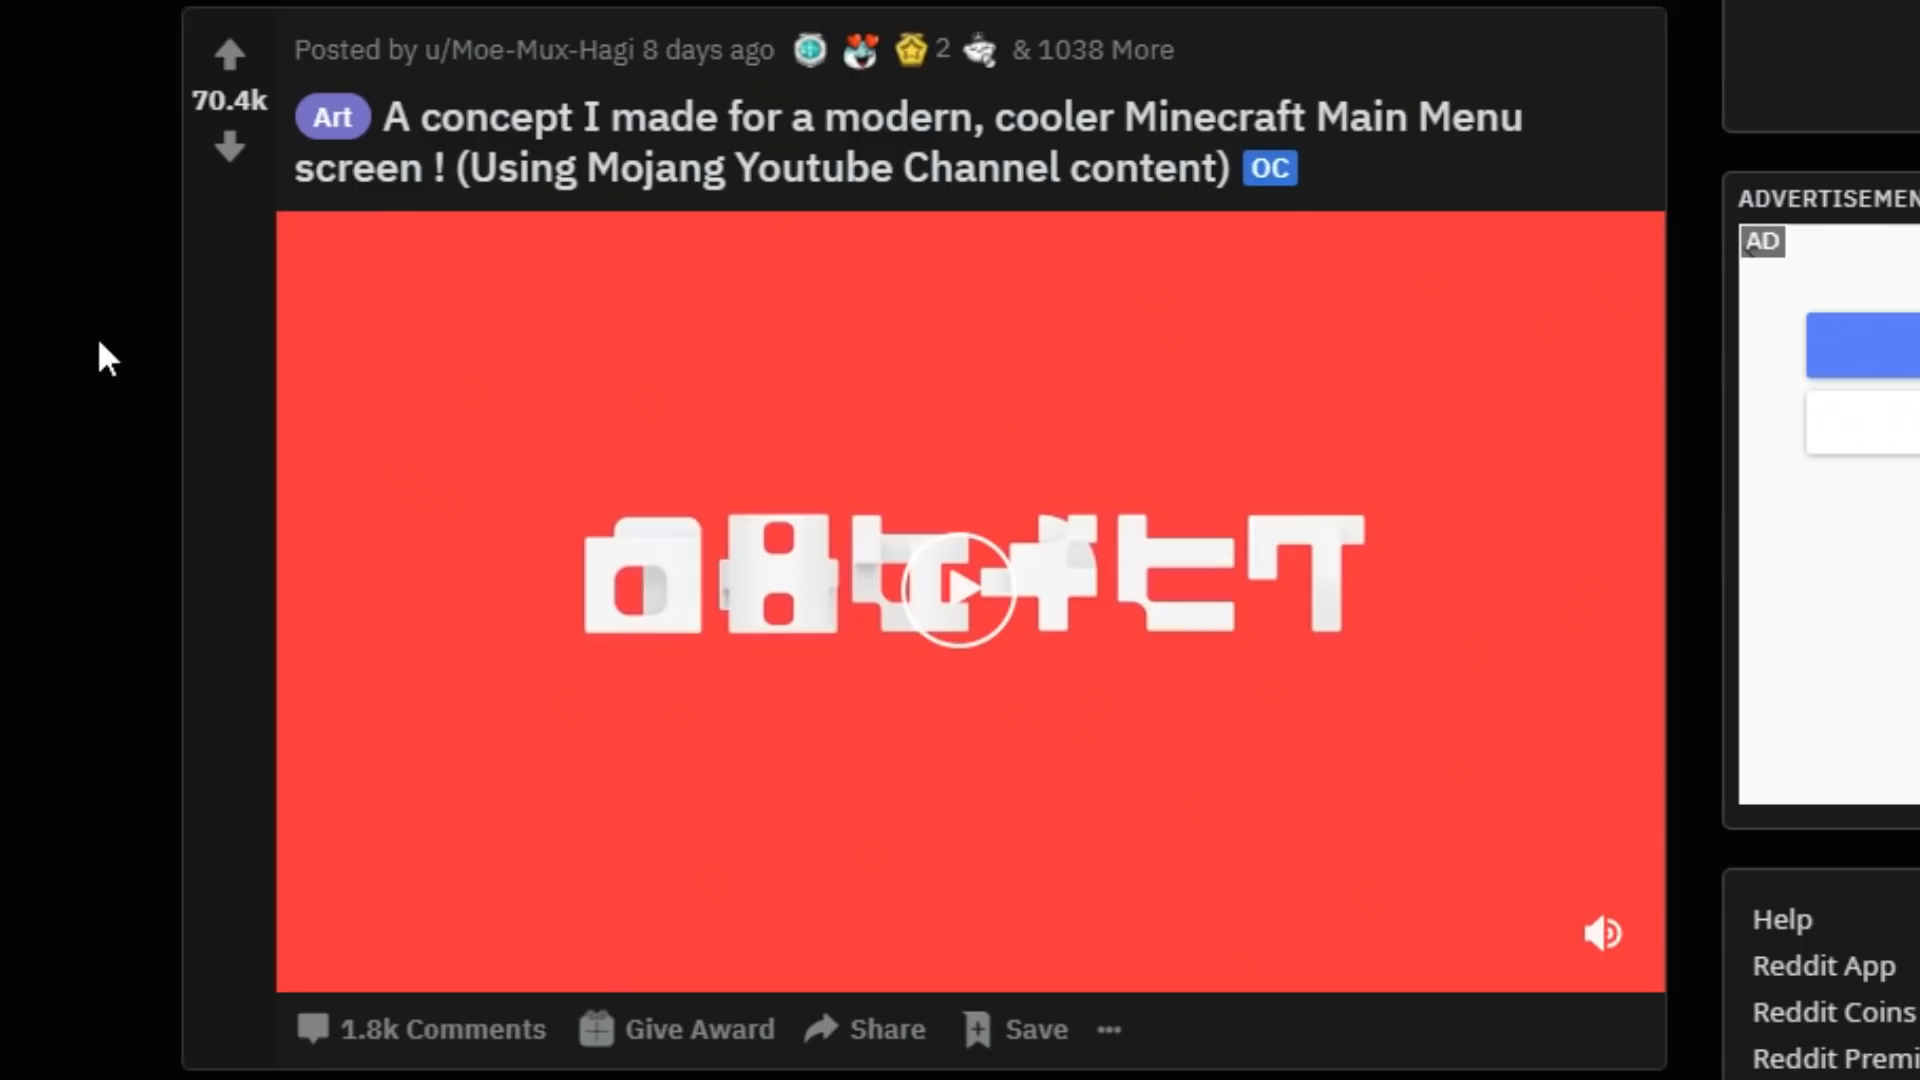 Posted by u/Moe-Mux-Hagi 8 days ago 2 & 1038 More
70.4k
Art A concept I made for a modern, cooler Minecraft Main Menu
screen ! (Using Mojang Youtube Channel content) OC
1.8k Comments Give Award Share Save
ADVERTISEMEN
AD
Help
Reddit App
Reddit Coins
Reddit Premi